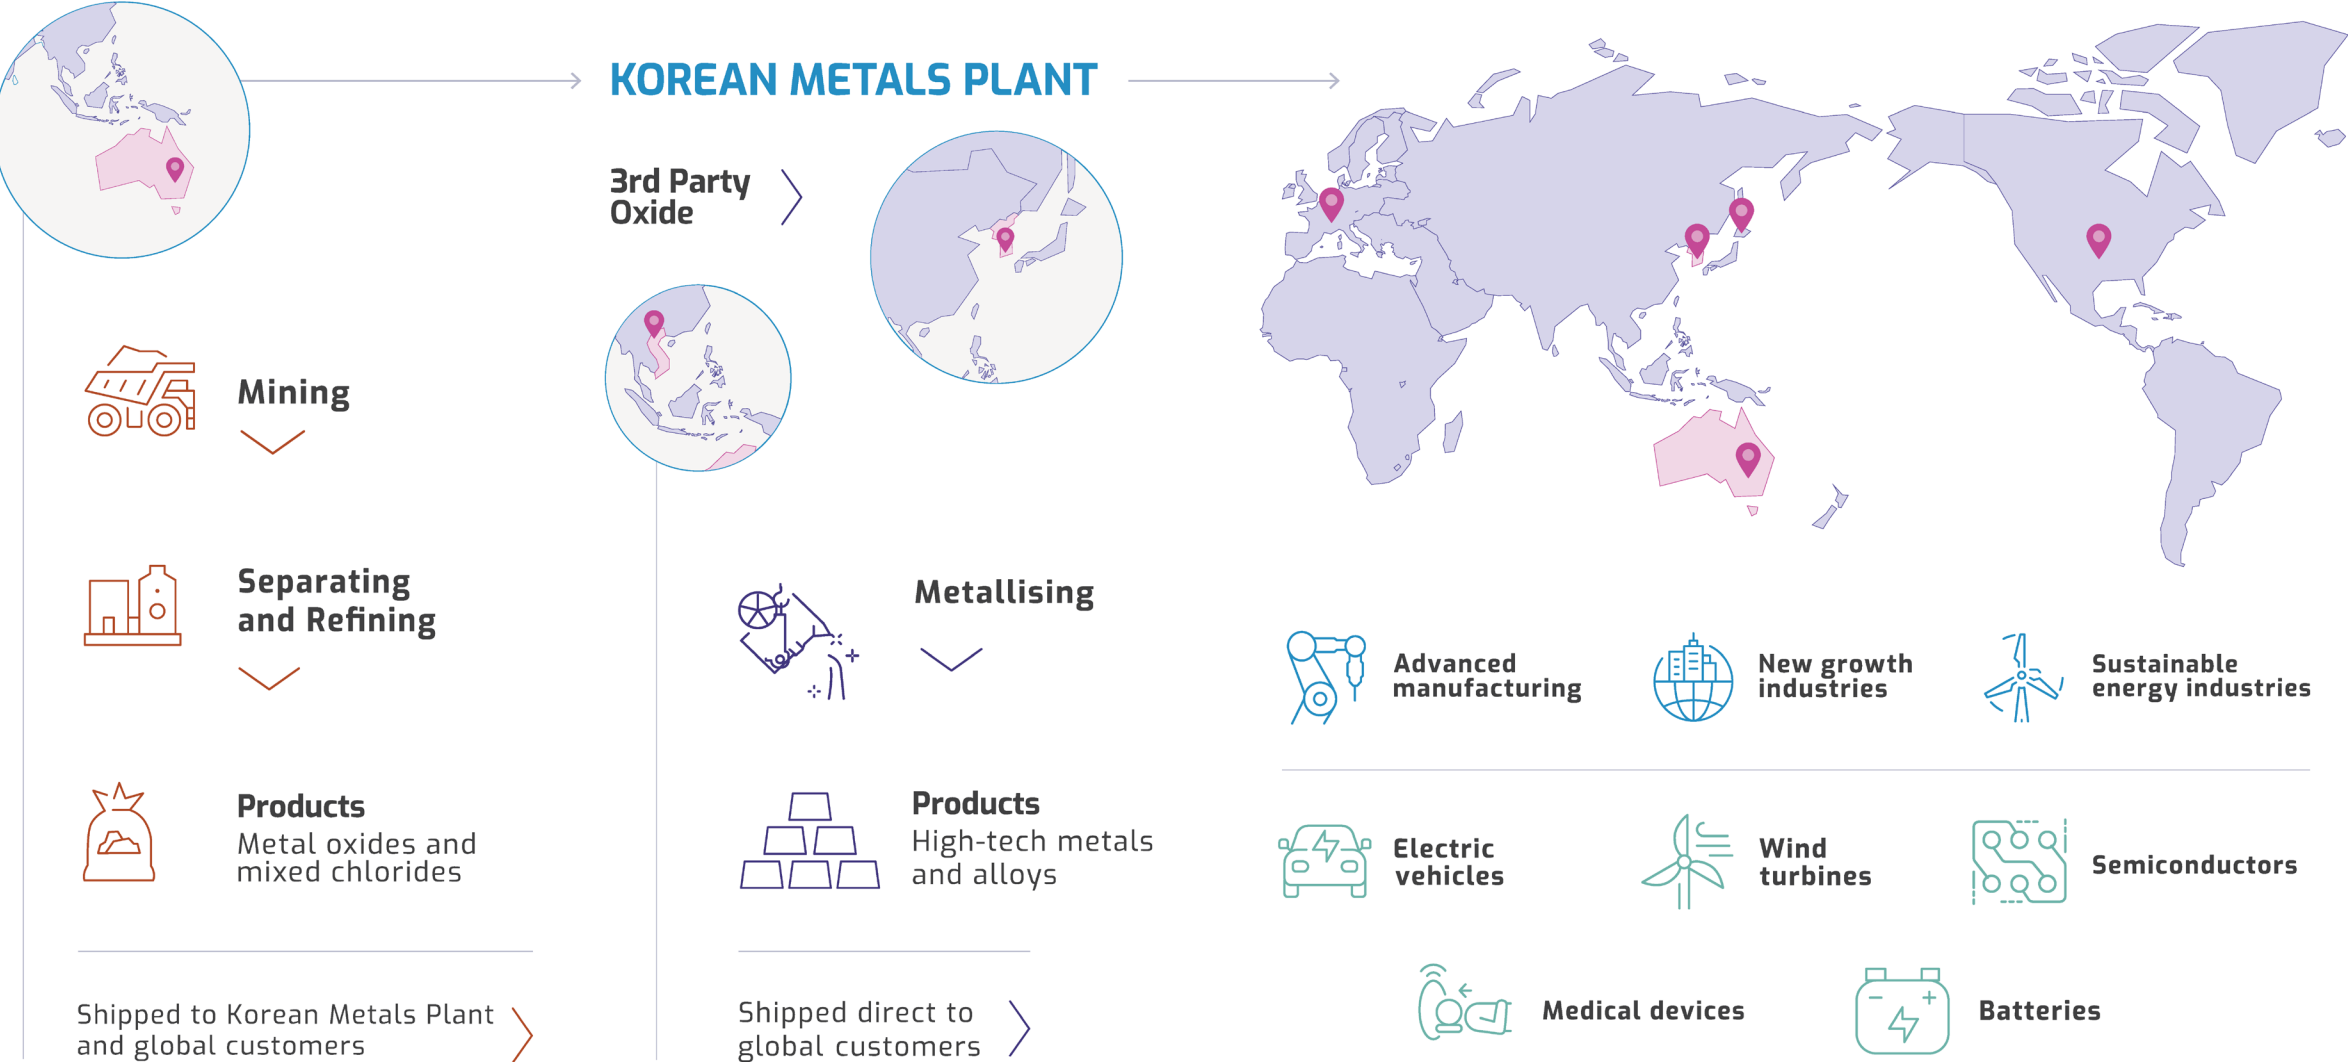 KOREAN METALS PLANT
3rd Party
Oxide
Mining
Separating
and Refining
Products
Metal oxides and
mixed chlorides
Shipped to Korean Metals Plant
and global customers
Metallising
Products
High-tech metals
and alloys
Shipped direct to
global customers
Advanced
manufacturing
New growth
industries
Sustainable
energy industries
Electric
vehicles
Wind
turbines
Semiconductors
Medical devices
Batteries